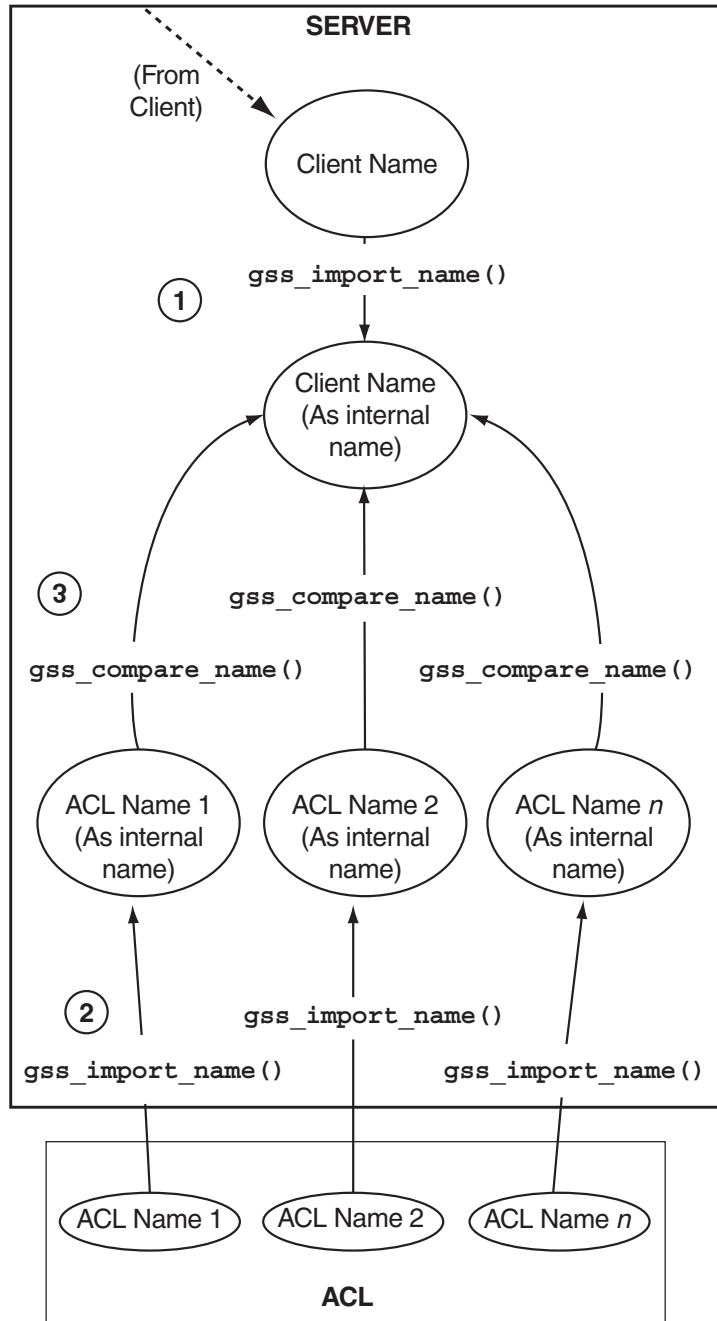 SERVER
(From
Client)
Client Name
gss_import_name()
1
Client Name
(As internal
name)
3
gss_compare_name()
gss_compare_name()
gss_compare_name()
ACL Name 1
(As internal
name)
ACL Name 2
(As internal
name)
ACL Name n
(As internal
name)
2
gss_import_name()
gss_import_name()
gss_import_name()
ACL Name 1
ACL Name 2
ACL Name n
ACL